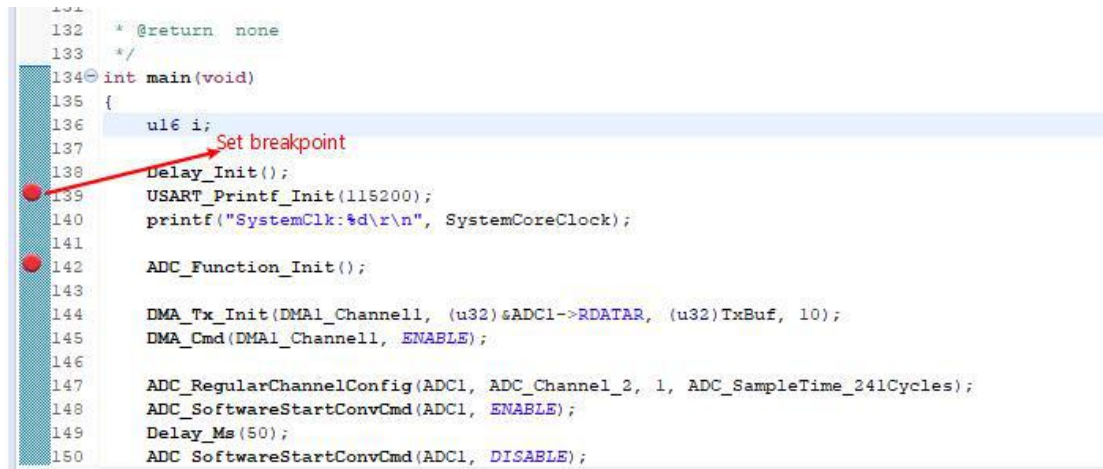 132 * @return none
133 */
134 int main(void)
135 {
136 u16 i;
137 Set breakpoint
138 Delay_Init();
139 USART_Printf_Init(115200);
140 printf("SystemClk:%d\r\n", SystemCoreClock);
141
142 ADC_Function_Init();
143
144 DMA_Tx_Init(DMA1_Channel1, (u32)&ADC1->RDATAR, (u32)TxBuf, 10);
145 DMA_Cmd(DMA1_Channel1, ENABLE);
146
147 ADC_RegularChannelConfig(ADC1, ADC_Channel_2, 1, ADC_SampleTime_241Cycles);
148 ADC_SoftwareStartConvCmd(ADC1, ENABLE);
149 Delay_Ms(50);
150 ADC_SoftwareStartConvCmd(ADC1, DISABLE);